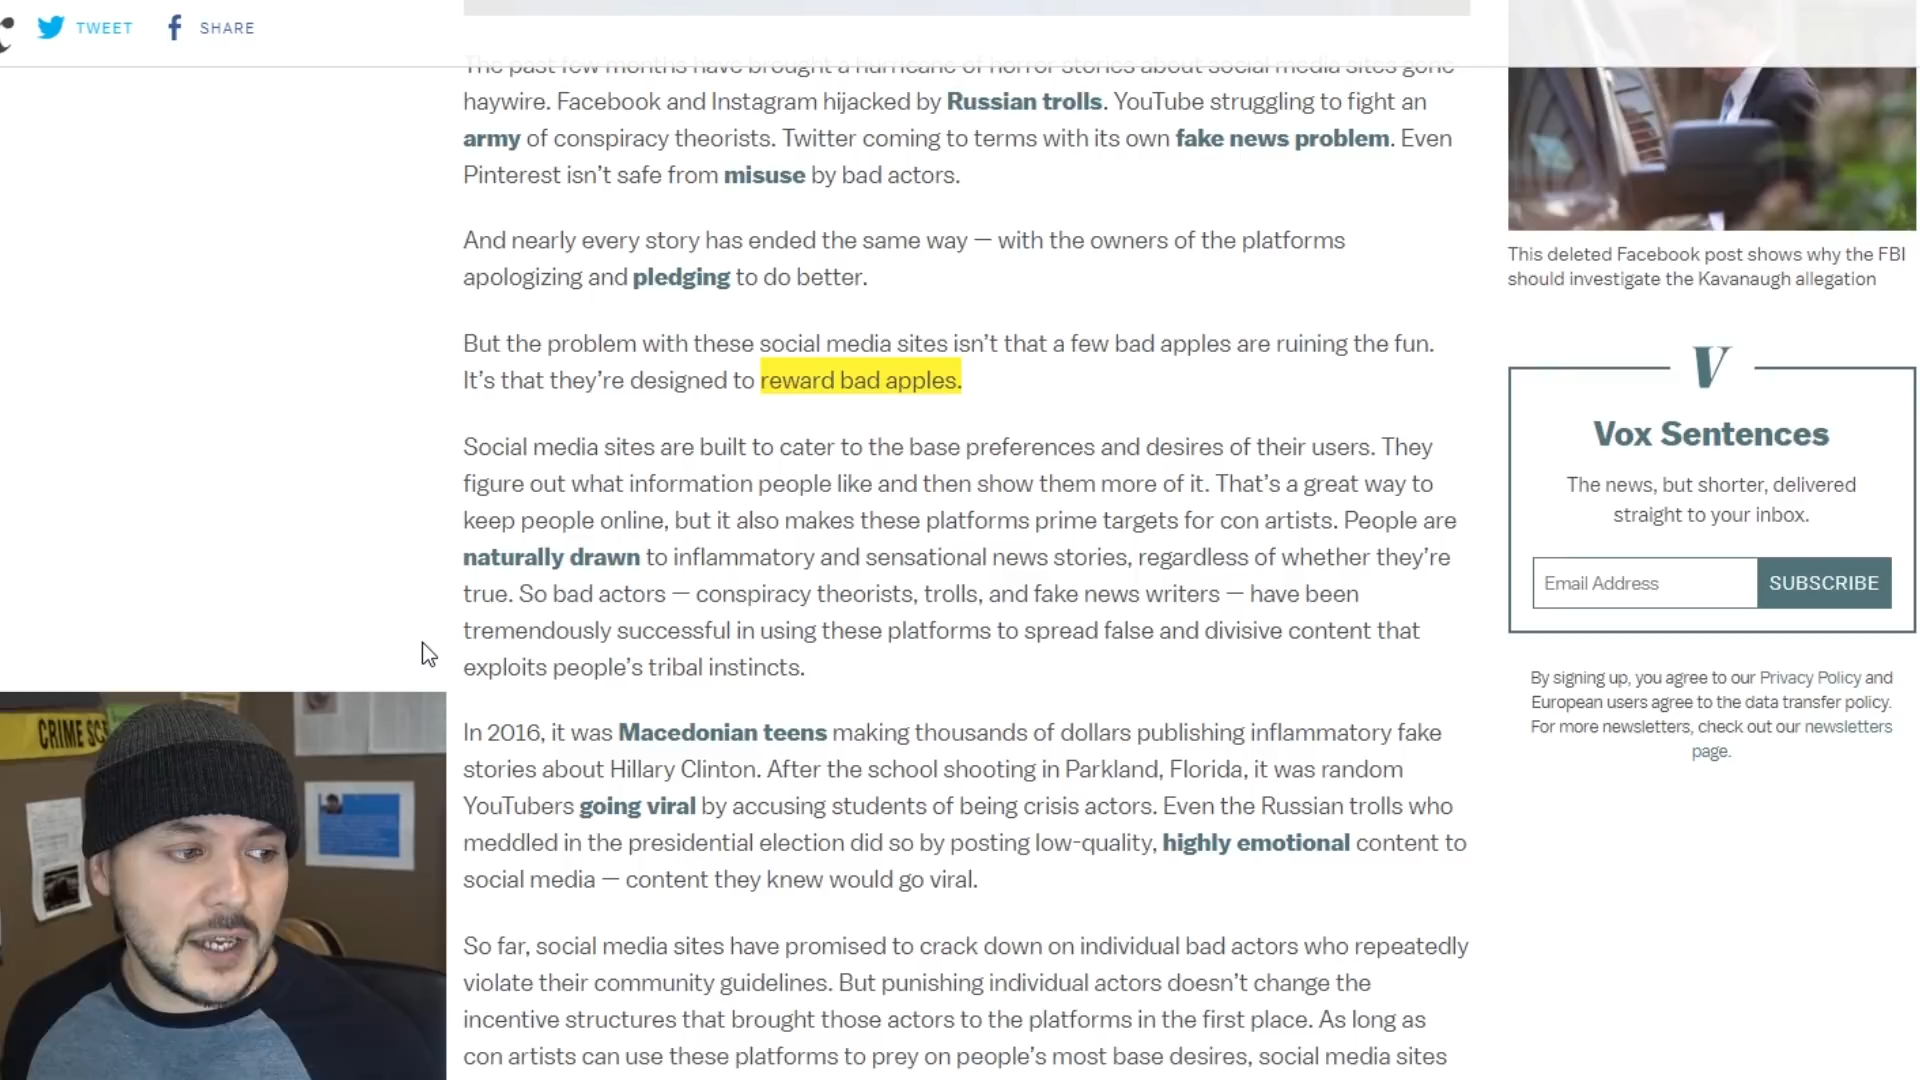 TWEET
SHARE
The past few months have brought a hurricane of horror stories about social media sites gone
haywire. Facebook and Instagram hijacked by Russian trolls. YouTube struggling to fight an
army of conspiracy theorists. Twitter coming to terms with its own fake news problem. Even
Pinterest isn’t safe from misuse by bad actors.
And nearly every story has ended the same way — with the owners of the platforms
apologizing and pledging to do better.
But the problem with these social media sites isn’t that a few bad apples are ruining the fun.
It’s that they’re designed to reward bad apples.
Social media sites are built to cater to the base preferences and desires of their users. They
figure out what information people like and then show them more of it. That’s a great way to
keep people online, but it also makes these platforms prime targets for con artists. People are
naturally drawn to inflammatory and sensational news stories, regardless of whether they’re
true. So bad actors — conspiracy theorists, trolls, and fake news writers — have been
tremendously successful in using these platforms to spread false and divisive content that
exploits people’s tribal instincts.
In 2016, it was Macedonian teens making thousands of dollars publishing inflammatory fake
stories about Hillary Clinton. After the school shooting in Parkland, Florida, it was random
YouTubers going viral by accusing students of being crisis actors. Even the Russian trolls who
meddled in the presidential election did so by posting low-quality, highly emotional content to
social media — content they knew would go viral.
So far, social media sites have promised to crack down on individual bad actors who repeatedly
violate their community guidelines. But punishing individual actors doesn’t change the
incentive structures that brought those actors to the platforms in the first place. As long as
con artists can use these platforms to prey on people’s most base desires, social media sites
This deleted Facebook post shows why the FBI
should investigate the Kavanaugh allegation
V
Vox Sentences
The news, but shorter, delivered
straight to your inbox.
Email Address
SUBSCRIBE
By signing up, you agree to our Privacy Policy and
European users agree to the data transfer policy.
For more newsletters, check out our newsletters
page.
CRIME SC